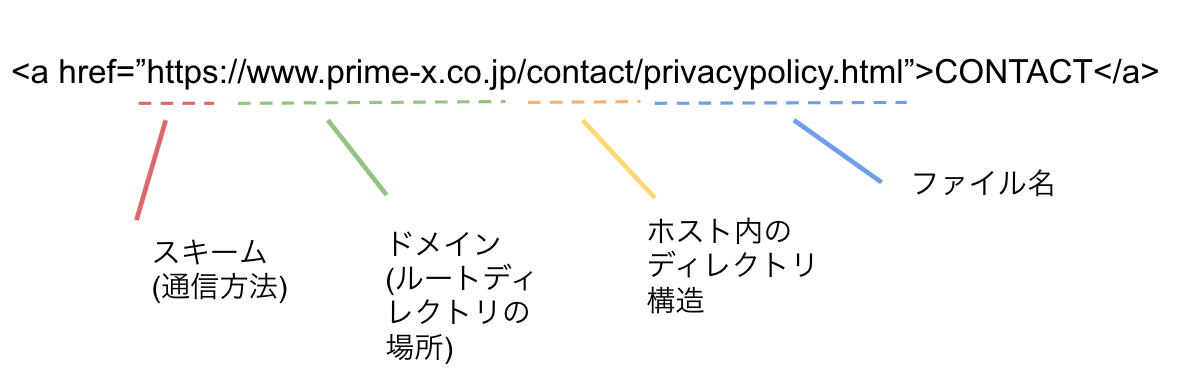 <a href=”https://www.prime-x.co.jp/contact/privacypolicy.html”>CONTACT</a>
スキーム
(通信方法)
ドメイン
(ルートディ
レクトリの
場所)
ホスト内の
ディレクトリ
構造
ファイル名